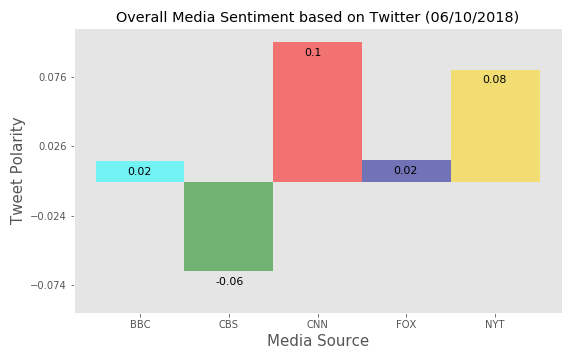 Overall Media Sentiment based on Twitter (06/10/2018)
0.076
0.026
−0.024
−0.074
Tweet Polarity
0.02
-0.06
0.1
0.02
0.08
BBC
CBS
CNN
FOX
NYT
Media Source